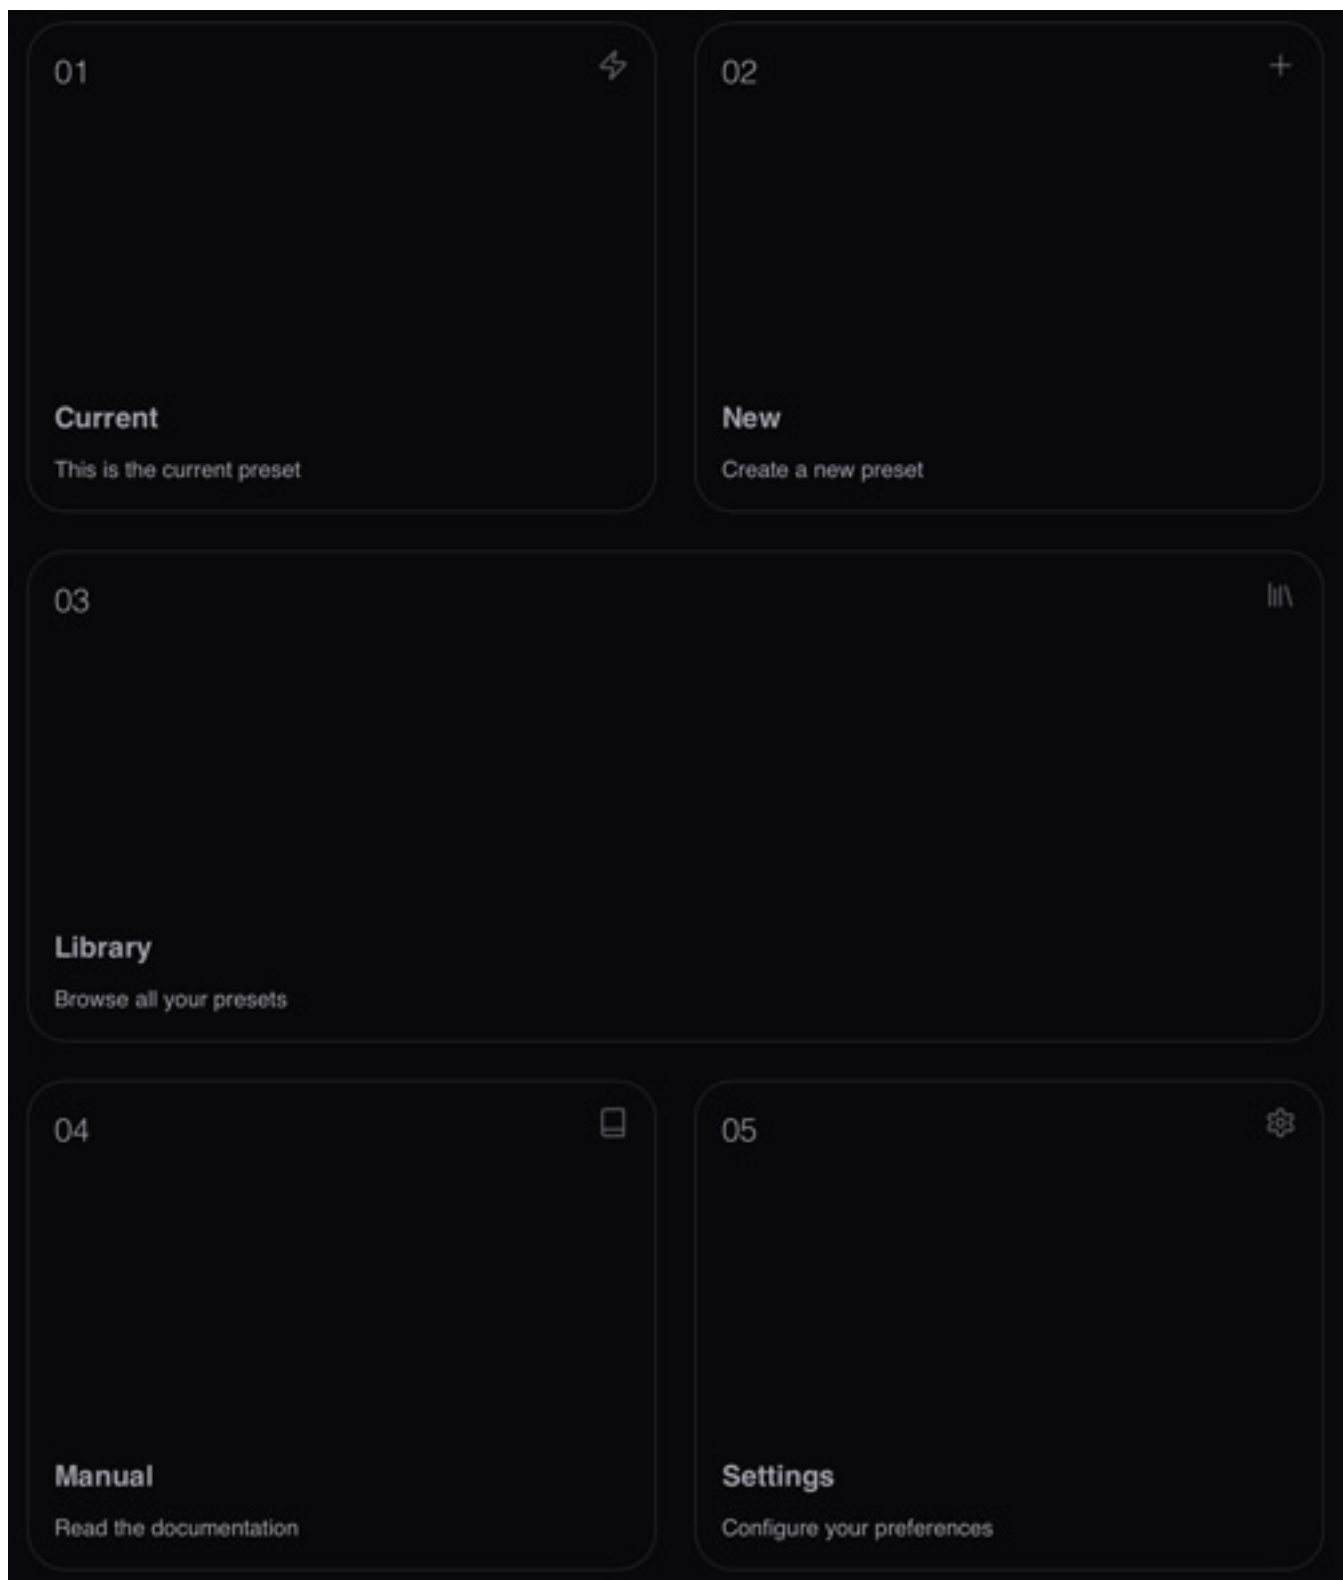 01
02
Current
This is the current preset
New
Create a new preset
03
Library
Browse all your presets
04
05
Manual
Read the documentation
Settings
Configure your preferences